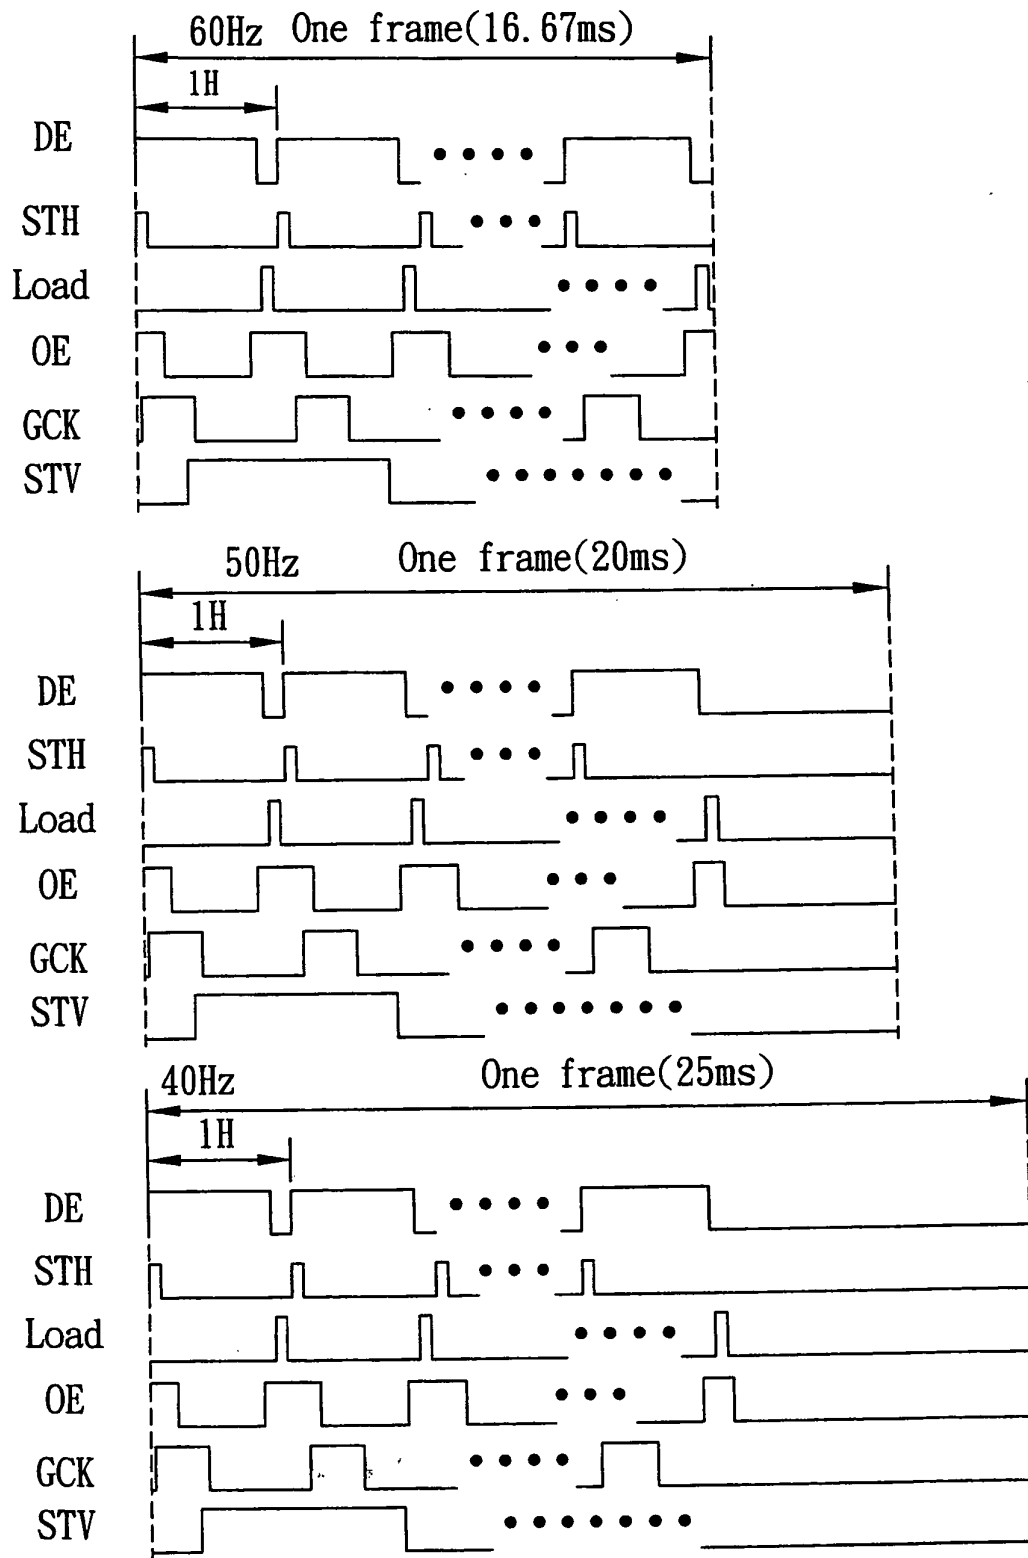 60Hz One frame(16.67ms)
1H
DE
STH
Load
OE
GCK
STV
50Hz One frame(20ms)
1H
DE
STH
Load
OE
GCK
STV
40Hz One frame(25ms)
1H
DE
STH
Load
OE
GCK
STV